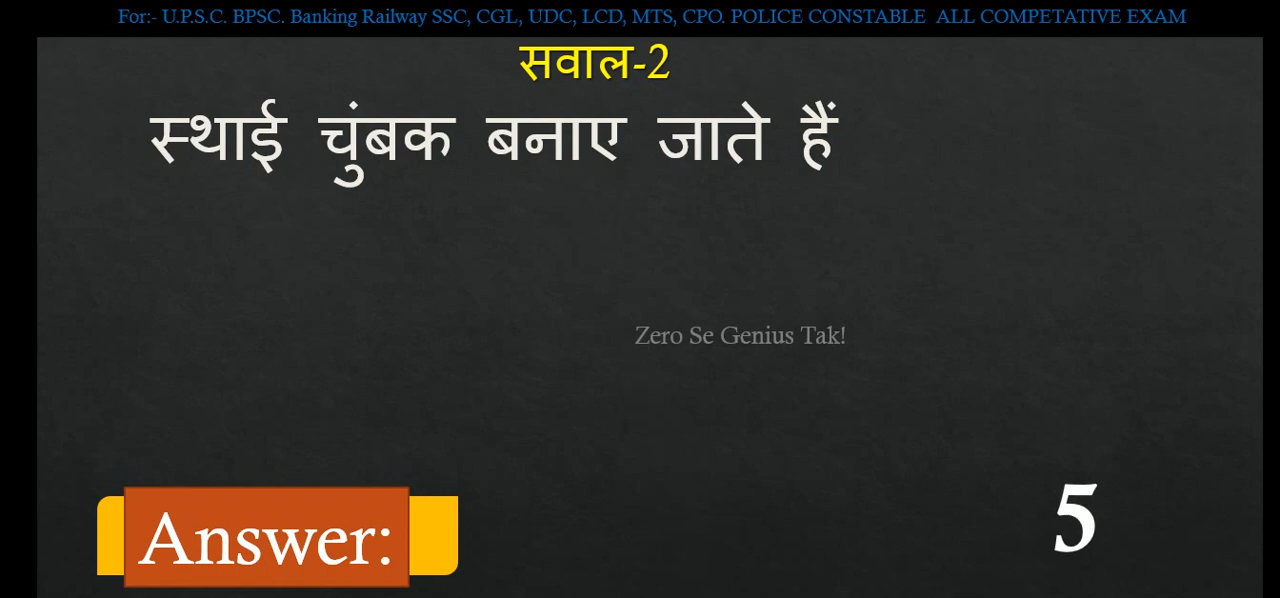 For:- U.P.S.C. BPSC. Banking Railway SSC, CGL, UDC, LCD, MTS, CPO. POLICE CONSTABLE ALL COMPETATIVE EXAM
सवाल-2
स्थाई चुंबक बनाए जाते हैं
Zero Se Genius Tak!
Answer:
5